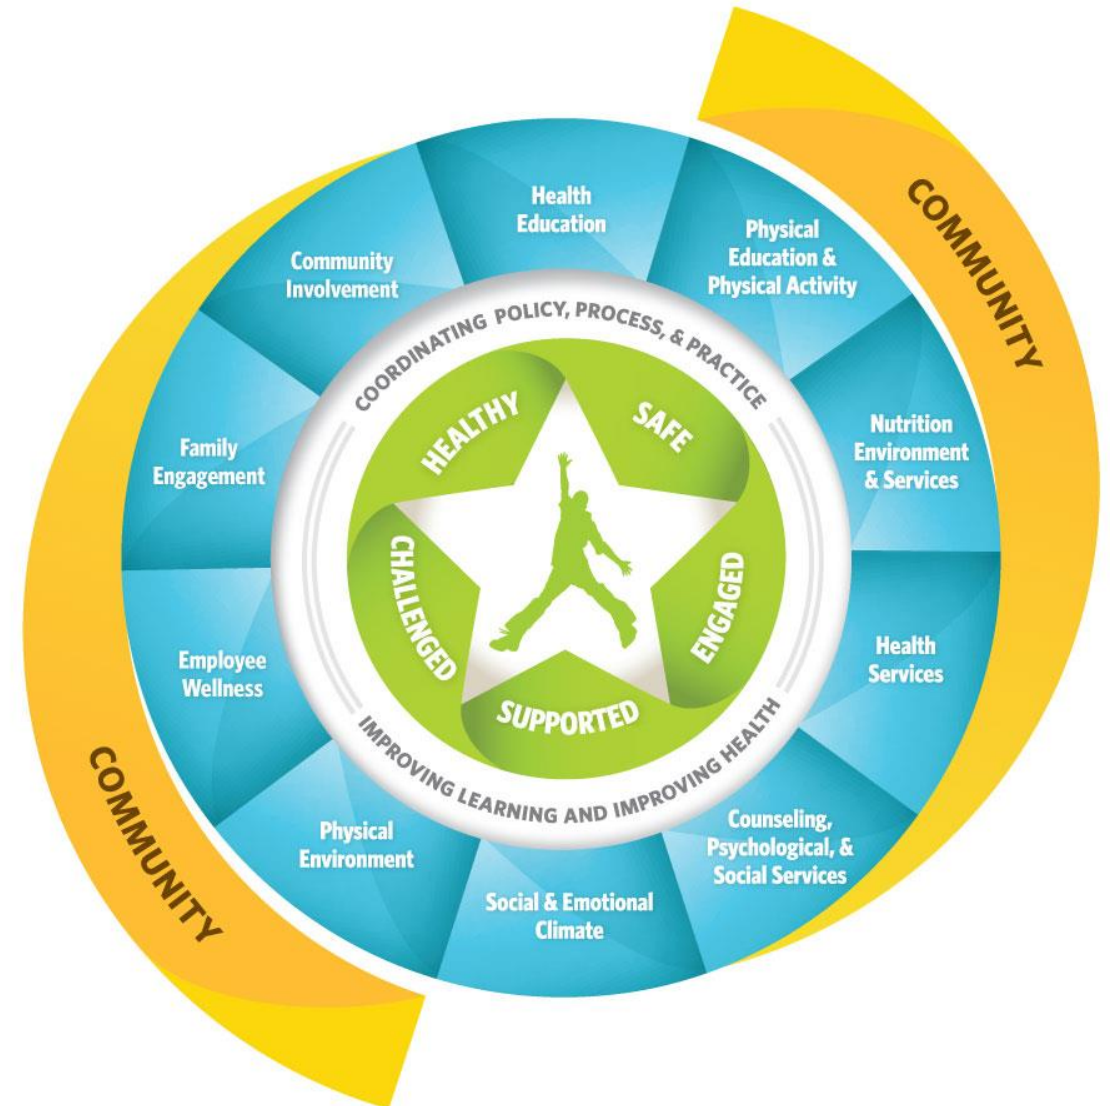 COMMUNITY
Health
Education
Physical
Education &
Physical Activity
Nutrition
Environment
& Services
Health
Services
Counseling,
Psychological, &
Social Services
Social & Emotional
Climate
Physical
Environment
Employee
Wellness
Family
Engagement
Community
Involvement
COORDINATING POLICY, PROCESS, & PRACTICE
IMPROVING LEARNING AND IMPROVING HEALTH
HEALTHY
SAFE
ENGAGED
SUPPORTED
CHALLENGED
COMMUNITY